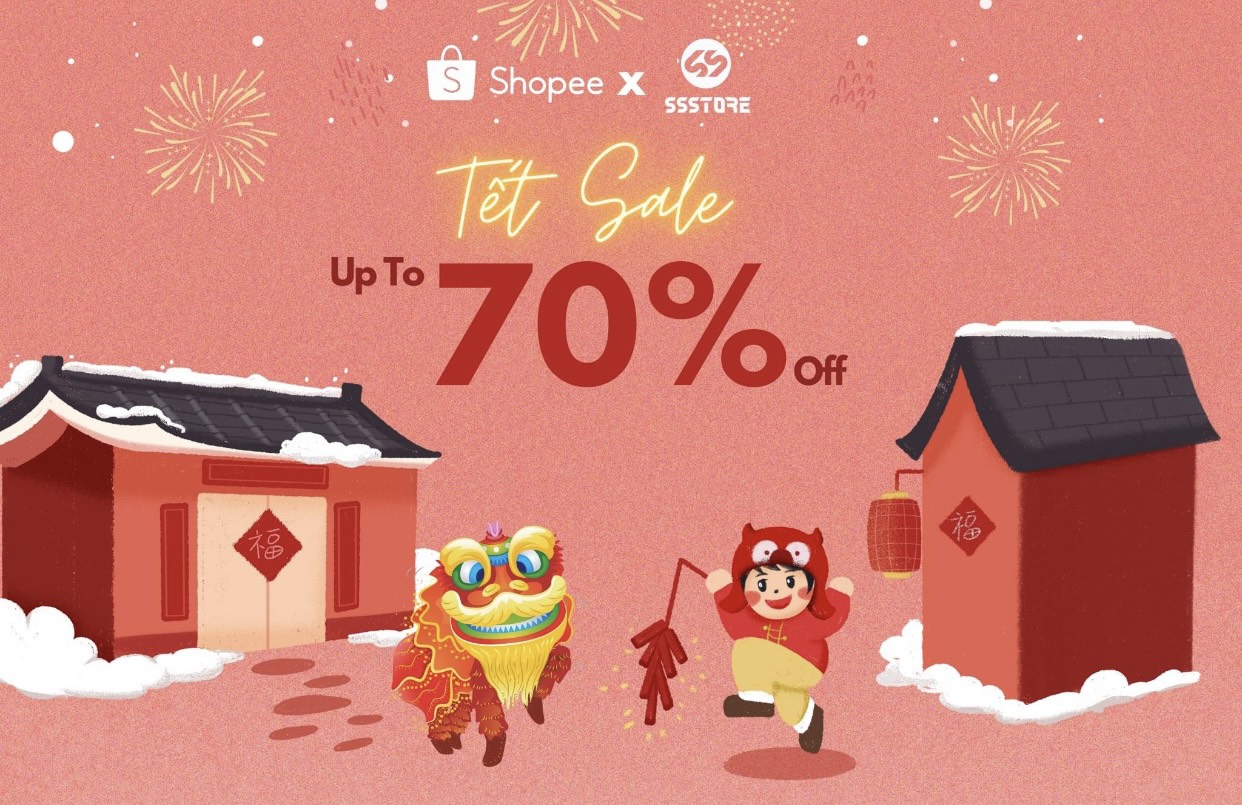 Shopee X
SSSTORE
Tết Sale
Up To 70% Off
福
福